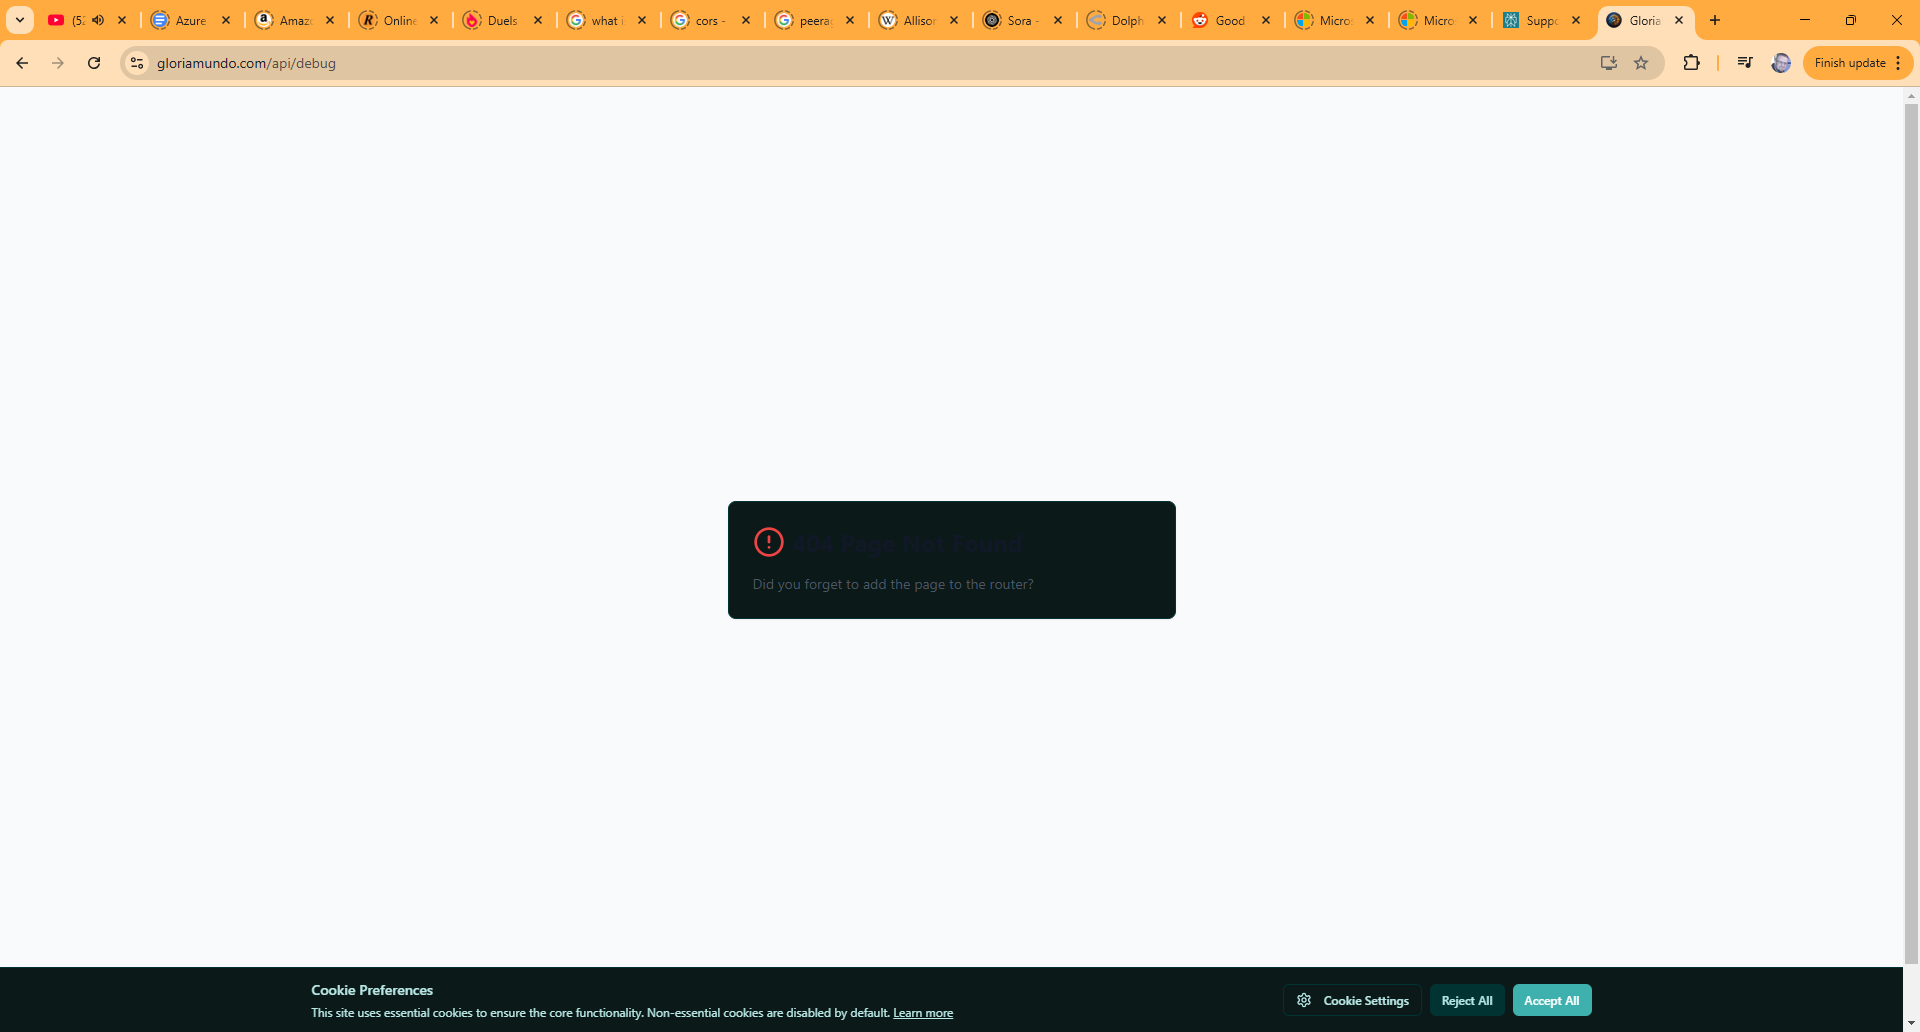 (5
Azure
Amazo
Online
Duels
what i
cors -
peerag
Allison
Sora -
Dolph
Good
Micros
Micro
Suppo
Gloria
gloriamundo.com/api/debug
Finish update
404 Page Not Found
Did you forget to add the page to the router?
Cookie Preferences
This site uses essential cookies to ensure the core functionality. Non-essential cookies are disabled by default. Learn more
Cookie Settings
Reject All
Accept All